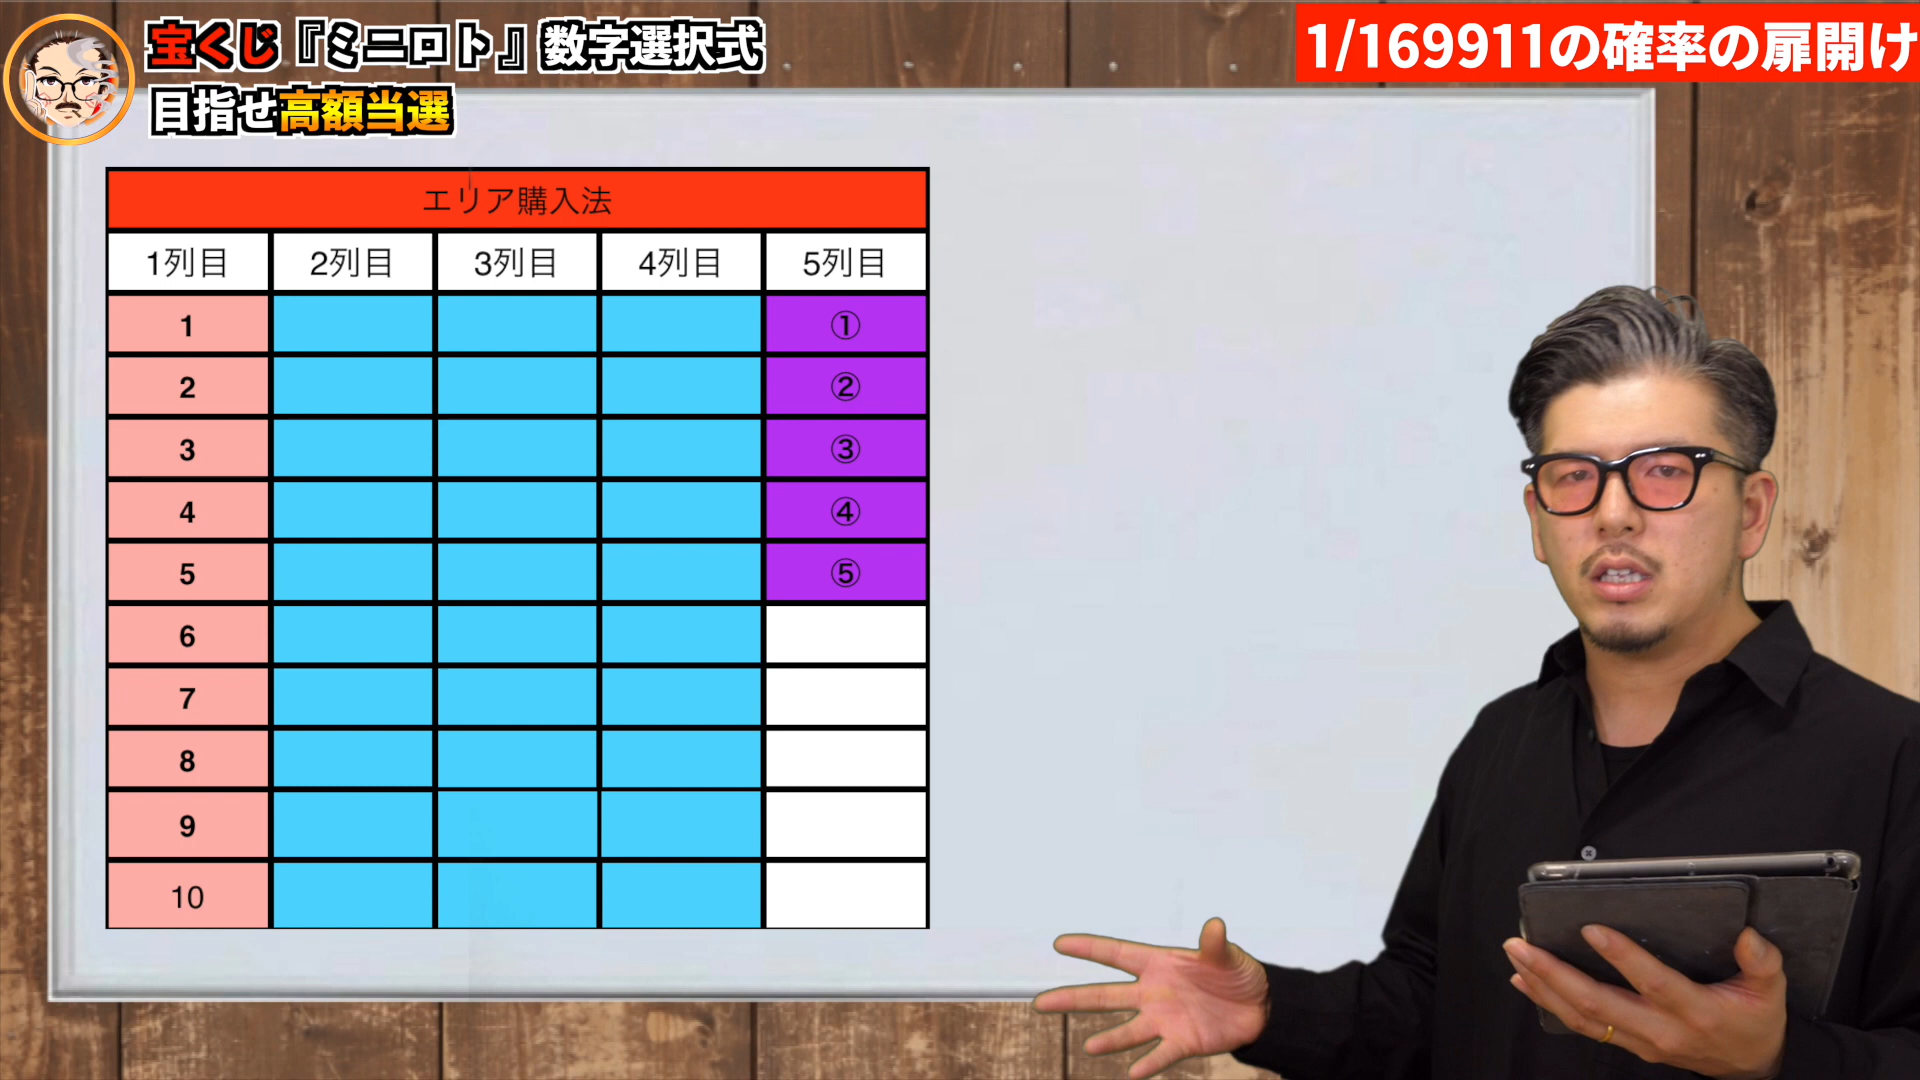 宝くじ『ミニロト』数字選択式
目指せ高額当選
1/169911の確率の扉開け
エリア購入法
1列目 2列目 3列目 4列目 5列目
1 ①
2 ②
3 ③
4 ④
5 ⑤
6
7
8
9
10